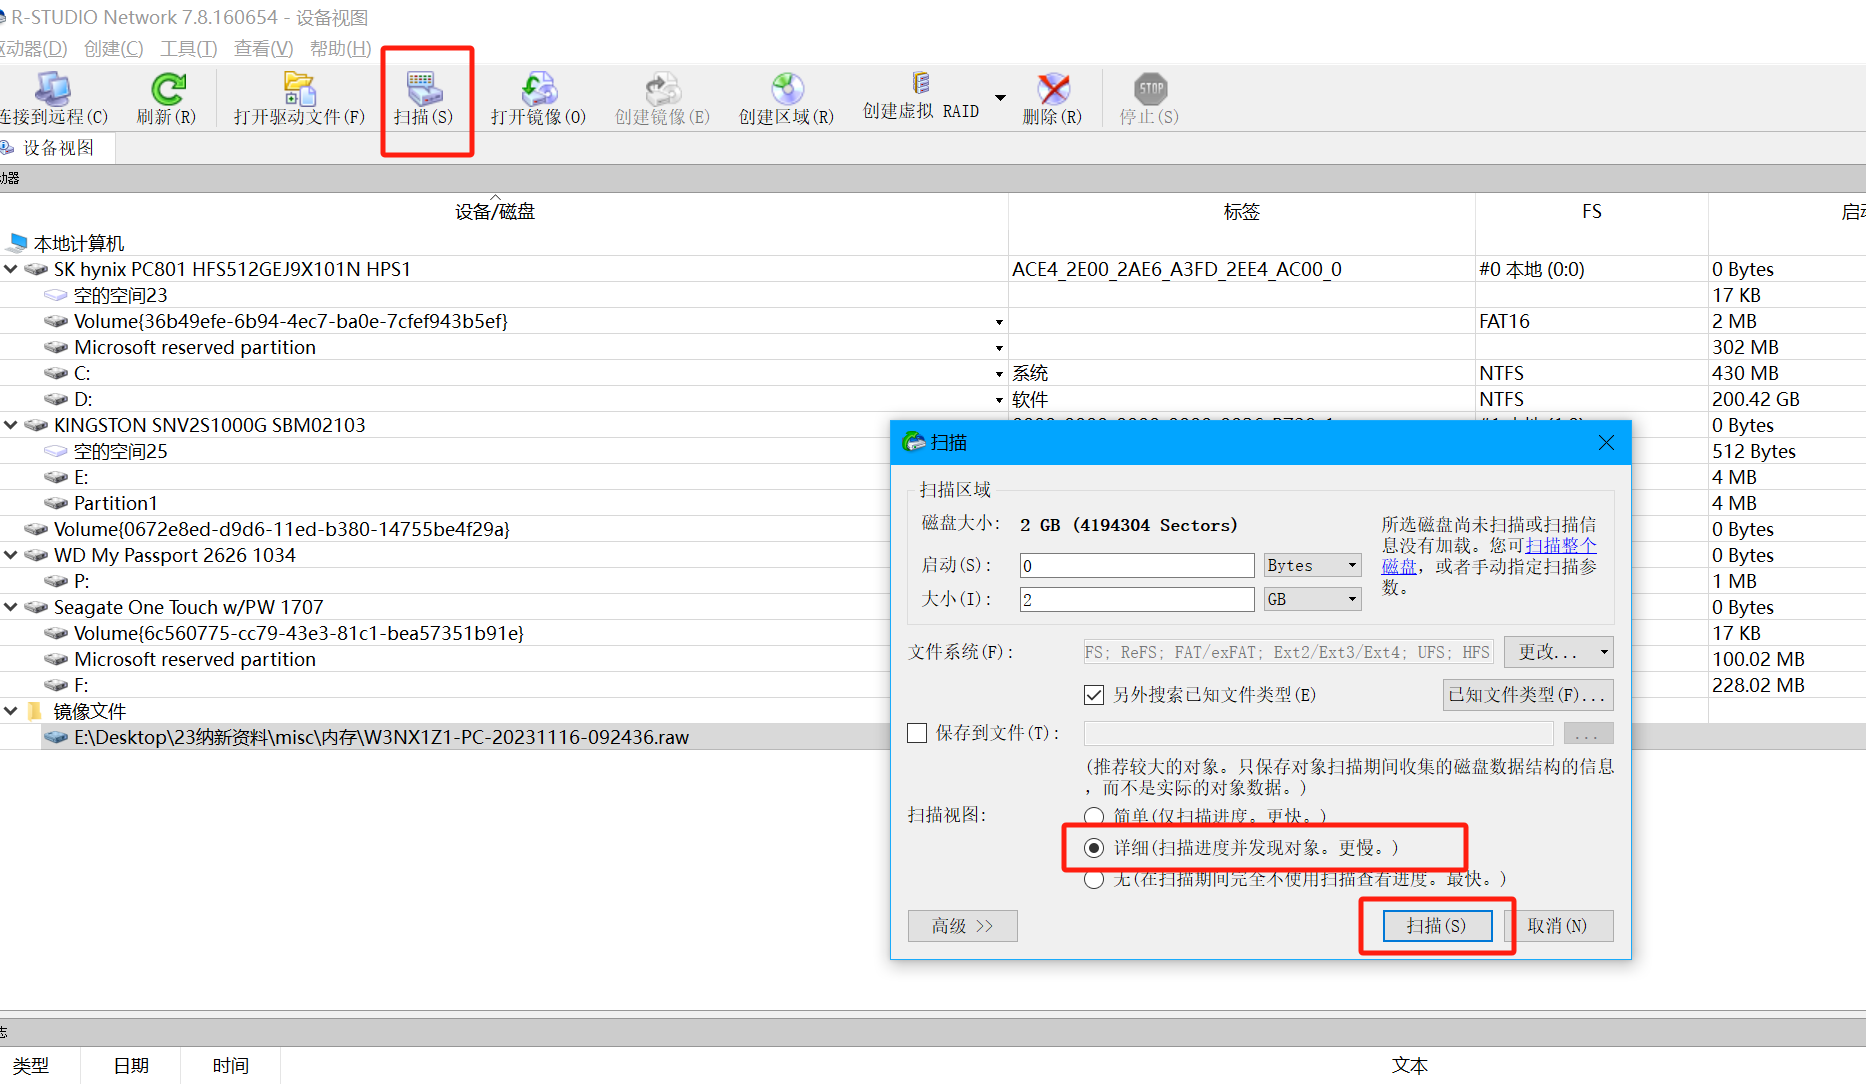 R-STUDIO Network 7.8.160654 - 设备视图
驱动器(D) 创建(C) 工具(T) 查看(V) 帮助(H)
连接到远程(C) 刷新(R) 打开驱动文件(F) 扫描(S) 打开镜像(O) 创建镜像(E) 创建区域(R) 创建虚拟 RAID 删除(R) STOP 停止(S)
设备视图
动器
设备/磁盘 标签 FS 启动
本地计算机
SK hynix PC801 HFS512GEJ9X101N HPS1 ACE4_2E00_2AE6_A3FD_2EE4_AC00_0 #0 本地 (0:0) 0 Bytes
空的空间23 17 KB
Volume{36b49efe-6b94-4ec7-ba0e-7cfef943b5ef} FAT16 2 MB
Microsoft reserved partition 302 MB
C: 系统 NTFS 430 MB
D: 软件 NTFS 200.42 GB
KINGSTON SNV2S1000G SBM02103 0 Bytes
空的空间25 512 Bytes
E: 4 MB
Partition1 4 MB
Volume{0672e8ed-d9d6-11ed-b380-14755be4f29a} 0 Bytes
WD My Passport 2626 1034 0 Bytes
P: 1 MB
Seagate One Touch w/PW 1707 0 Bytes
Volume{6c560775-cc79-43e3-81c1-bea57351b91e} 17 KB
Microsoft reserved partition 100.02 MB
F: 228.02 MB
镜像文件
E:\Desktop\23纳新资料\misc\内存\W3NX1Z1-PC-20231116-092436.raw
扫描
扫描区域
磁盘大小: 2 GB (4194304 Sectors)
启动(S): 0 Bytes
大小(I): 2 GB
所选磁盘尚未扫描或扫描信
息没有加载。您可扫描整个
磁盘，或者手动指定扫描参
数。
文件系统(F): FS; ReFS; FAT/exFAT; Ext2/Ext3/Ext4; UFS; HFS 更改...
另外搜索已知文件类型(E) 已知文件类型(F)...
保存到文件(T): ...
(推荐较大的对象。只保存对象扫描期间收集的磁盘数据结构的信息
，而不是实际的对象数据。)
扫描视图: 简单(仅扫描进度。更快。)
详细(扫描进度并发现对象。更慢。)
无(在扫描期间完全不使用扫描查看进度。最快。)
高级 >> 扫描(S) 取消(N)
志
类型 日期 时间 文本